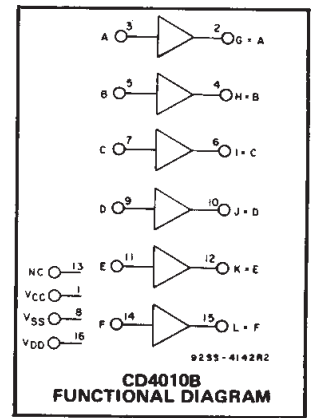 A 3 2 G = A
B 5 4 H = B
C 7 6 I = C
D 9 10 J = D
NC 13 E 11 12 K = E
VCC 1
VSS 8 F 14 15 L = F
VDD 16
92SS-4142R2
CD4010B
FUNCTIONAL DIAGRAM